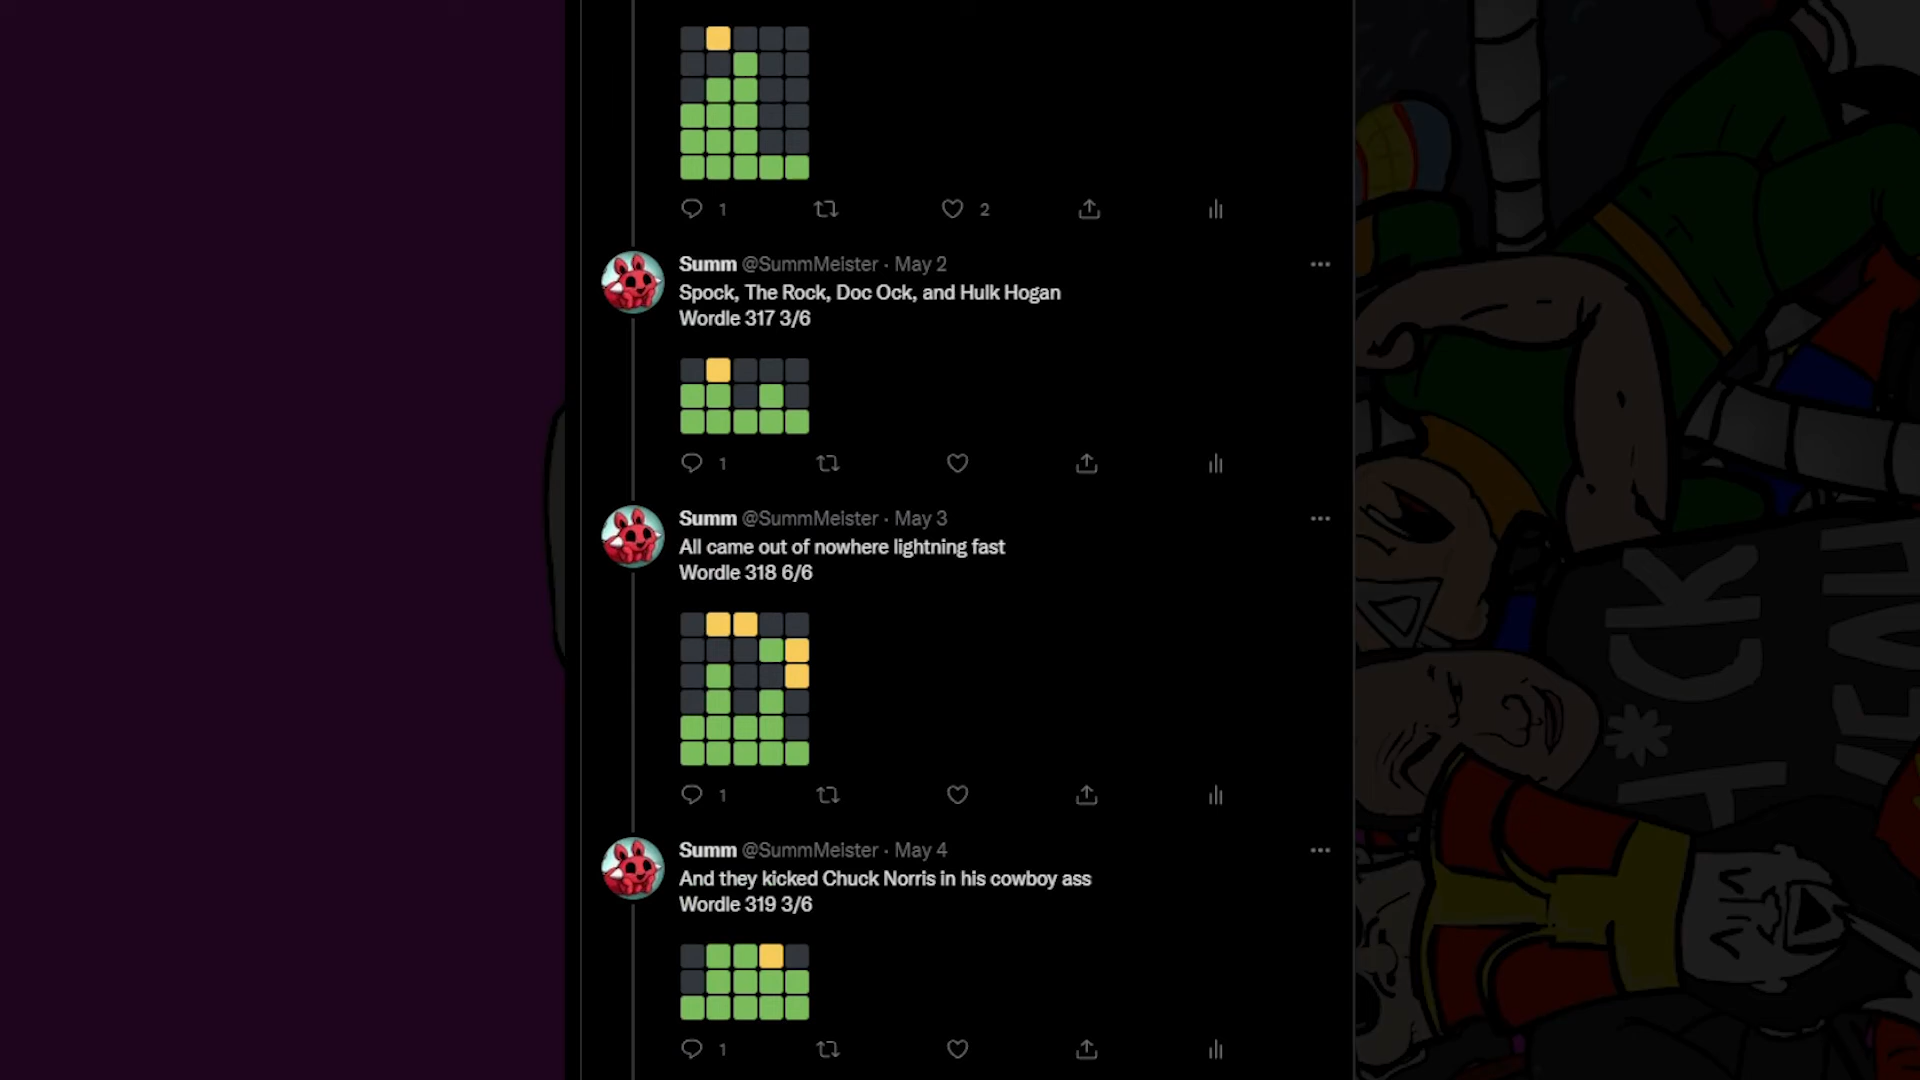 1
2
Summ @SummMeister · May 2
Spock, The Rock, Doc Ock, and Hulk Hogan
Wordle 317 3/6
1
Summ @SummMeister · May 3
All came out of nowhere lightning fast
Wordle 318 6/6
1
Summ @SummMeister · May 4
And they kicked Chuck Norris in his cowboy ass
Wordle 319 3/6
1
H*CK
YEAH